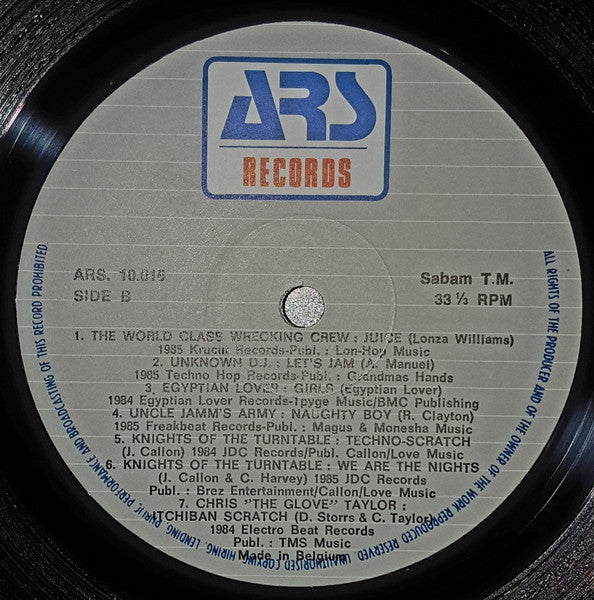 ARS
RECORDS
ARS. 10.016
SIDE B
Sabam T.M.
33 ⅓ RPM
1. THE WORLD CLASS WRECKING CREW : JUICE (Lonza Williams)
1985 Krucut Records-Publ. : Lon-Hop Music
2. UNKNOWN D.J. : LET'S JAM (A. Manuel)
1985 Techno Hop Records-Publ. : Grandmas Hands
3. EGYPTIAN LOVER : GIRLS (Egyptian Lover)
1984 Egyptian Lover Records-1pyge Music/BMC Publishing
4. UNCLE JAMM'S ARMY : NAUGHTY BOY (R. Clayton)
1985 Freakbeat Records-Publ. : Magus & Monesha Music
5. KNIGHTS OF THE TURNTABLE : TECHNO-SCRATCH
(J. Callon) 1984 JDC Records/Publ. Callon/Love Music
6. KNIGHTS OF THE TURNTABLE : WE ARE THE NIGHTS
(J. Callon & C. Harvey) 1985 JDC Records
Publ. : Brez Entertainment/Callon/Love Music
7. CHRIS "THE GLOVE" TAYLOR :
ITCHIBAN SCRATCH (D. Storrs & C. Taylor)
1984 Electro Beat Records
Publ. : TMS Music
Made in Belgium
ALL RIGHTS OF THE PRODUCER AND OF THE OWNER OF THE WORK REPRODUCED RESERVED. UNAUTHORISED COPYING, HIRING, LENDING, PUBLIC PERFORMANCE AND BROADCASTING OF THIS RECORD PROHIBITED